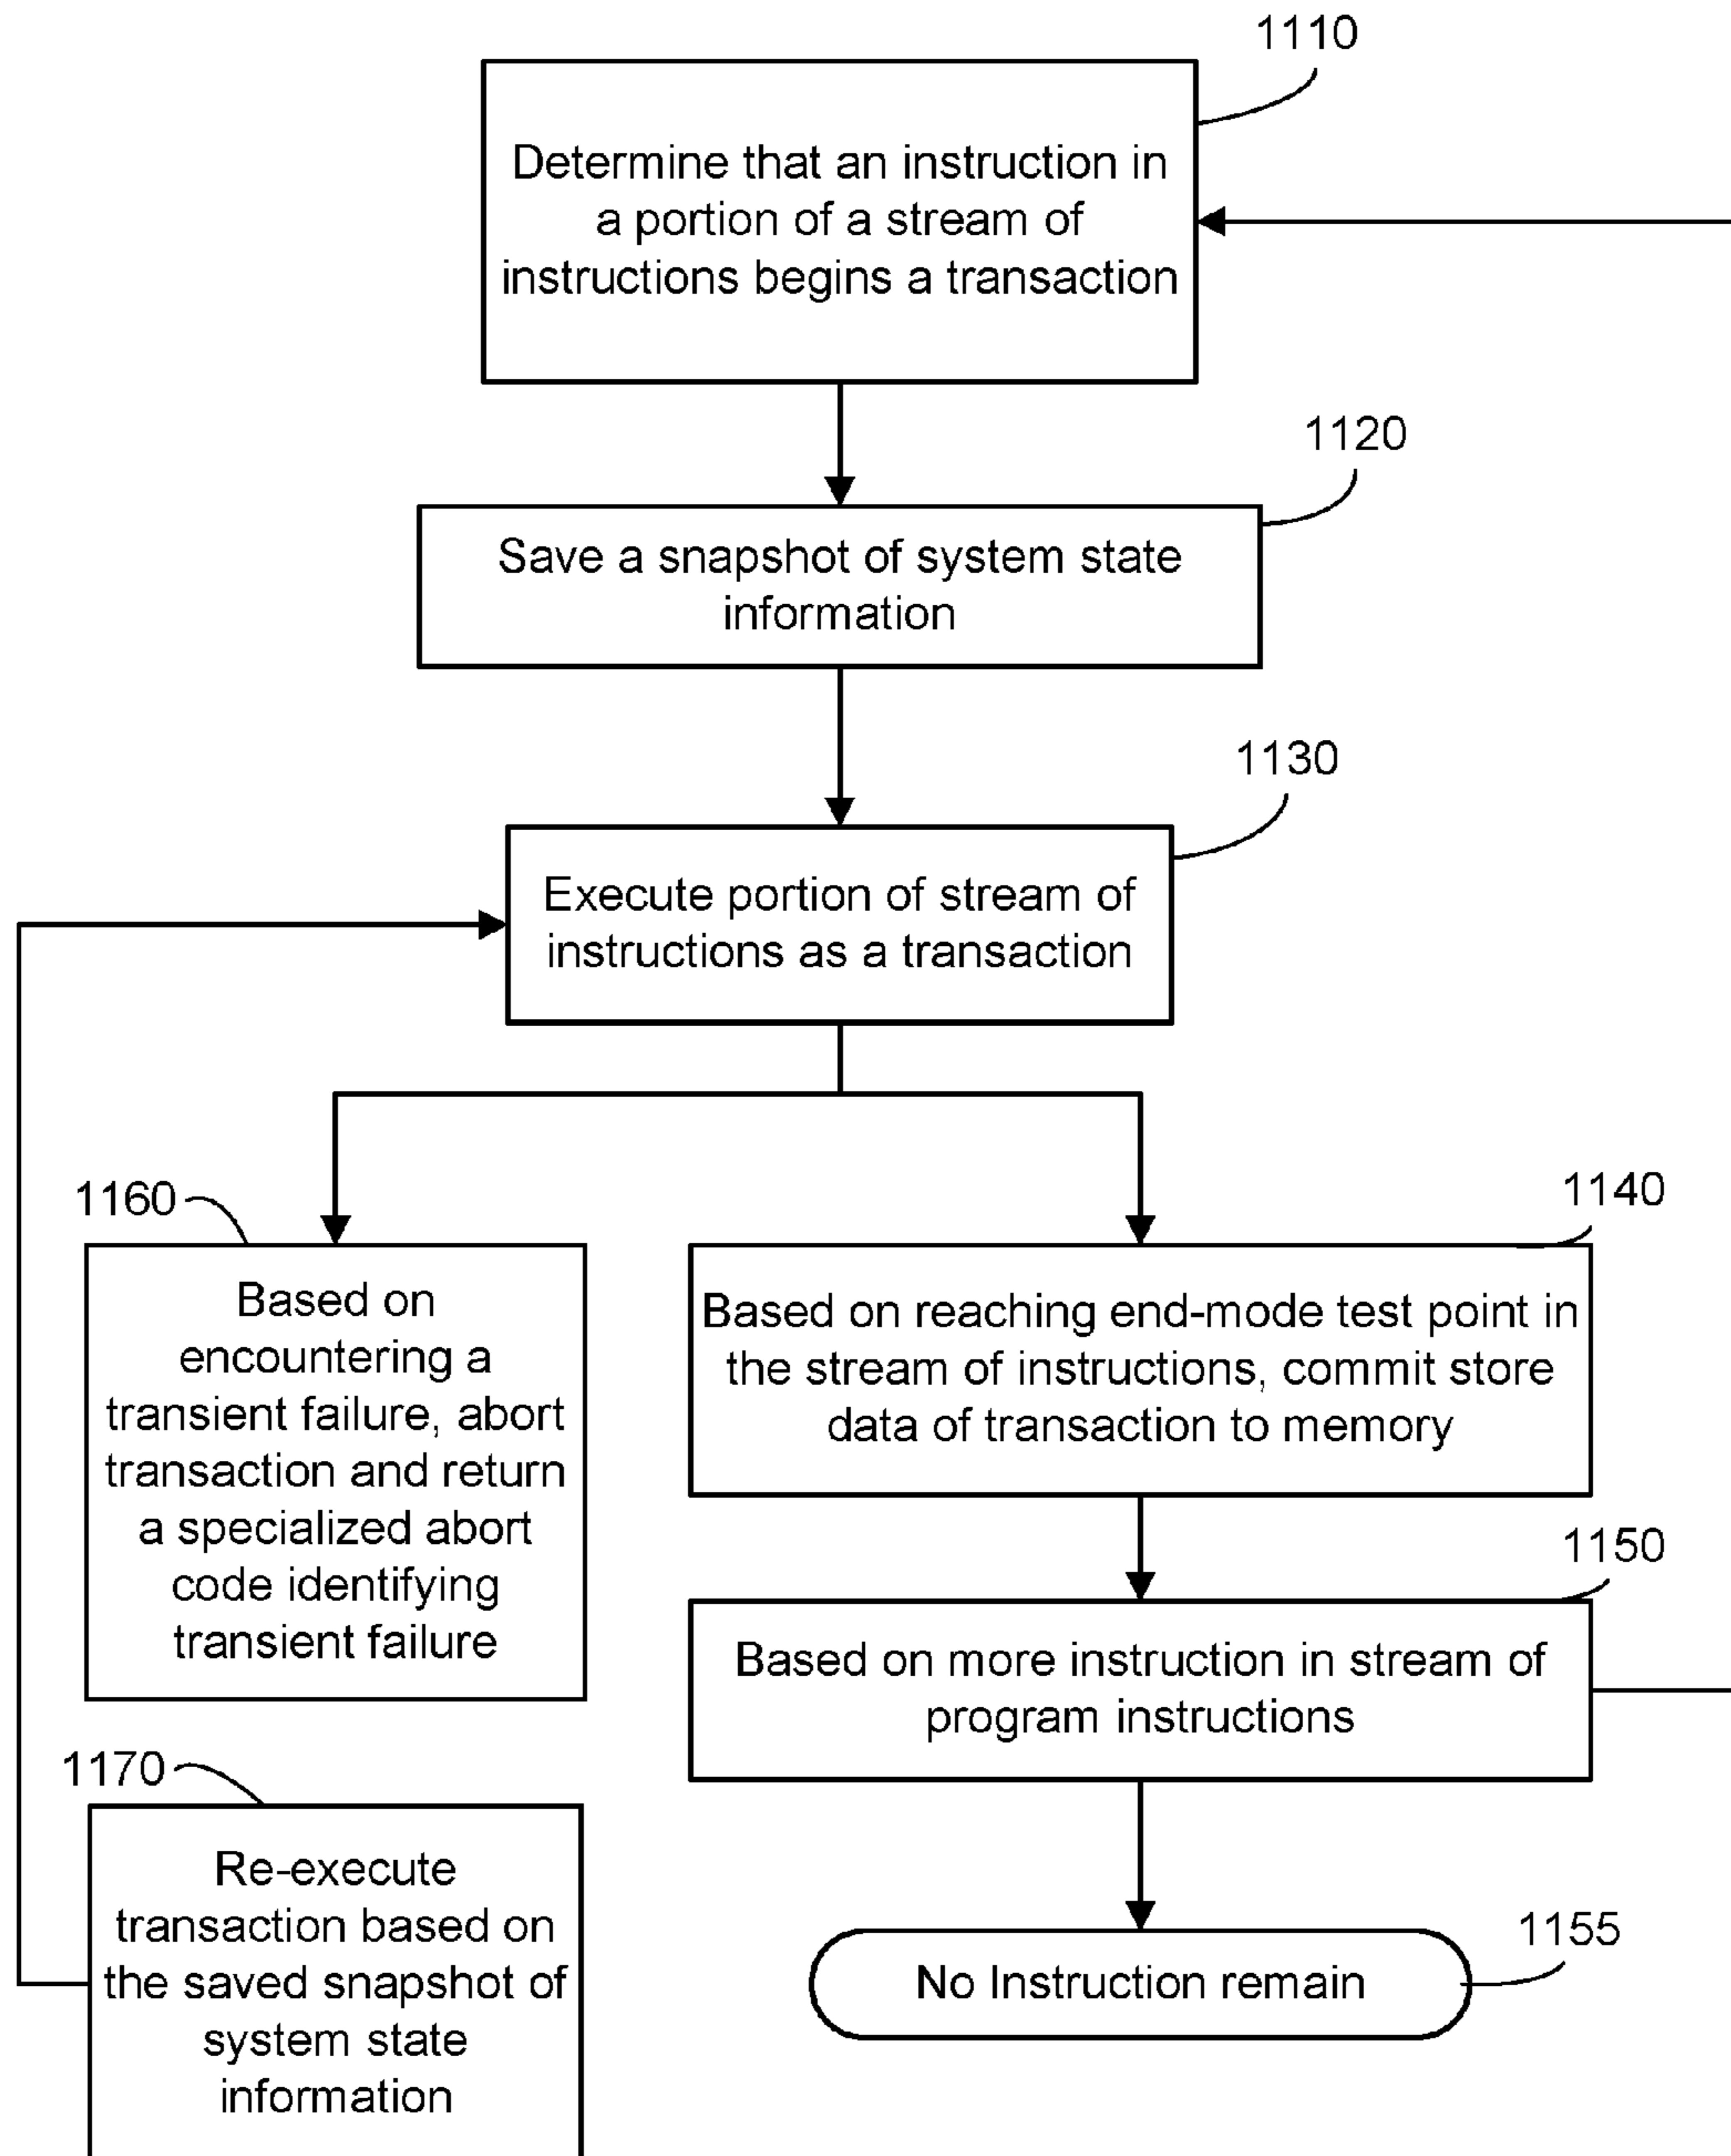 1110
Determine that an instruction in
a portion of a stream of
instructions begins a transaction
1120
Save a snapshot of system state
information
1130
Execute portion of stream of
instructions as a transaction
1160
Based on
encountering a
transient failure, abort
transaction and return
a specialized abort
code identifying
transient failure
1140
Based on reaching end-mode test point in
the stream of instructions, commit store
data of transaction to memory
1150
Based on more instruction in stream of
program instructions
1170
Re-execute
transaction based on
the saved snapshot of
system state
information
1155
No Instruction remain